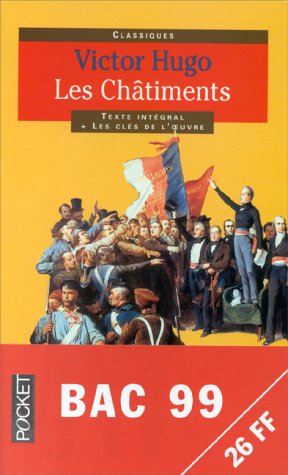 CLASSIQUES
Victor Hugo
Les Châtiments
TEXTE INTÉGRAL
+ LES CLÉS DE L'ŒUVRE
POCKET
BAC 99
26 FF